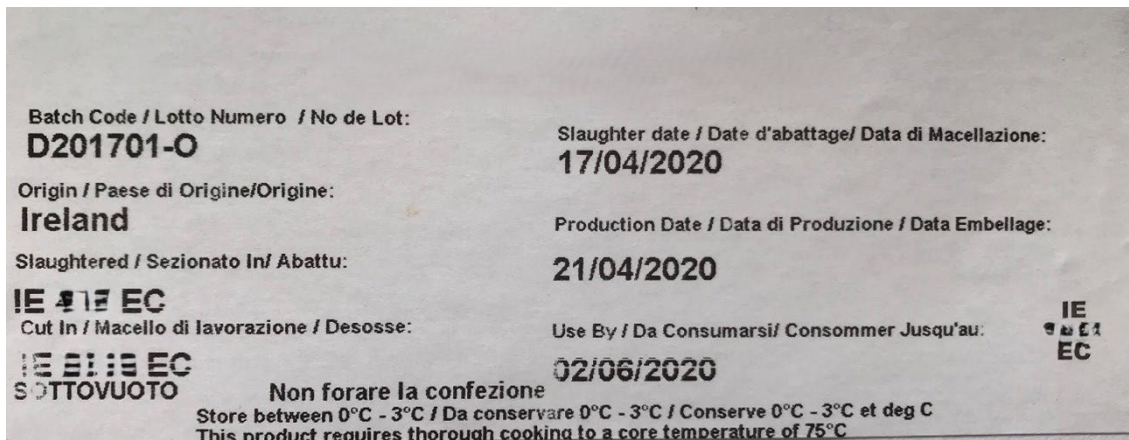 Batch Code / Lotto Numero / No de Lot:
D201701-O
Slaughter date / Date d'abattage/ Data di Macellazione:
17/04/2020
Origin / Paese di Origine/Origine:
Ireland
Production Date / Data di Produzione / Data Embellage:
21/04/2020
Slaughtered / Sezionato In/ Abattu:
IE EC
Cut In / Macello di lavorazione / Desosse:
IE EC
Use By / Da Consumarsi/ Consommer Jusqu'au:
02/06/2020
IE
EC
SOTTOVUOTO Non forare la confezione
Store between 0°C - 3°C / Da conservare 0°C - 3°C / Conserve 0°C - 3°C et deg C
This product requires thorough cooking to a core temperature of 75°C